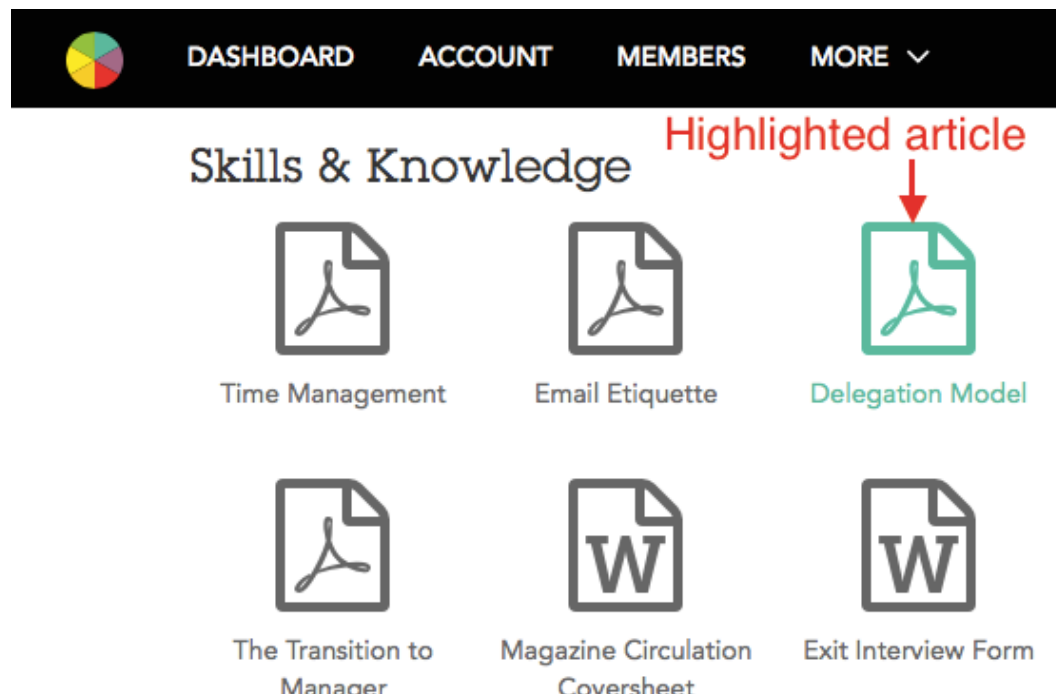 DASHBOARD ACCOUNT MEMBERS MORE
Highlighted article
Skills & Knowledge
Time Management Email Etiquette Delegation Model
W W
The Transition to Magazine Circulation Exit Interview Form
Manager Coversheet